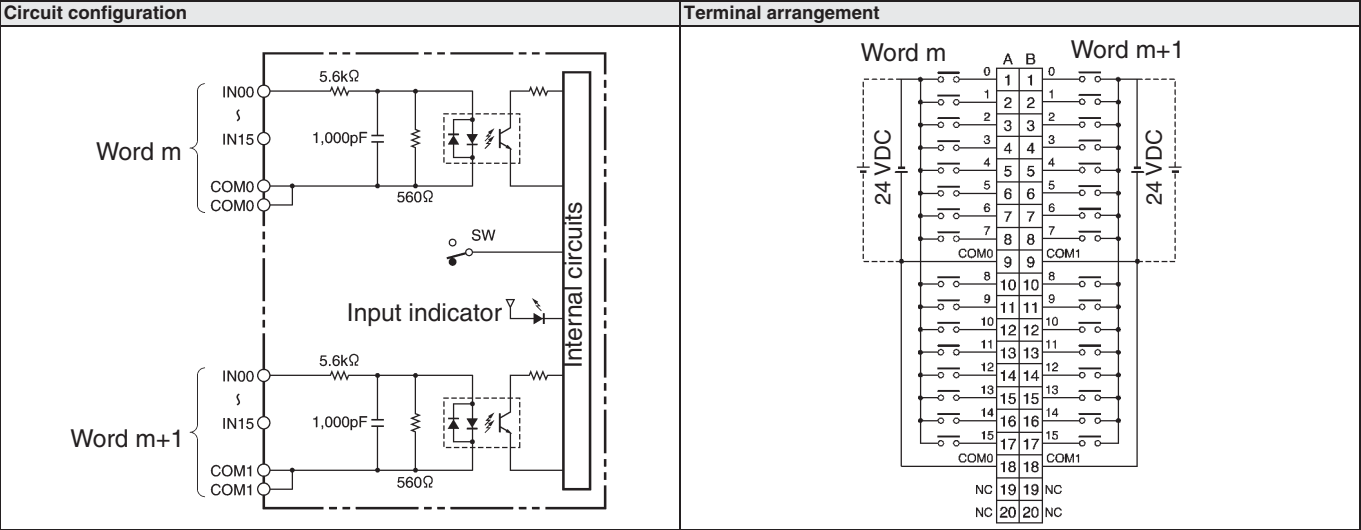 Circuit configuration
Terminal arrangement
5.6kΩ
IN00
IN15
1,000pF
Word m
COM0
COM0
560Ω
SW
Input indicator
Internal circuits
5.6kΩ
IN00
IN15
1,000pF
Word m+1
COM1
COM1
560Ω
Word m
Word m+1
A B
0 1 1 0
1 2 2 1
2 3 3 2
3 4 4 3
4 5 5 4
5 6 6 5
6 7 7 6
7 8 8 7
COM0 9 9 COM1
8 10 10 8
9 11 11 9
10 12 12 10
11 13 13 11
12 14 14 12
13 15 15 13
14 16 16 14
15 17 17 15
COM0 18 18 COM1
NC 19 19 NC
NC 20 20 NC
24 VDC
24 VDC